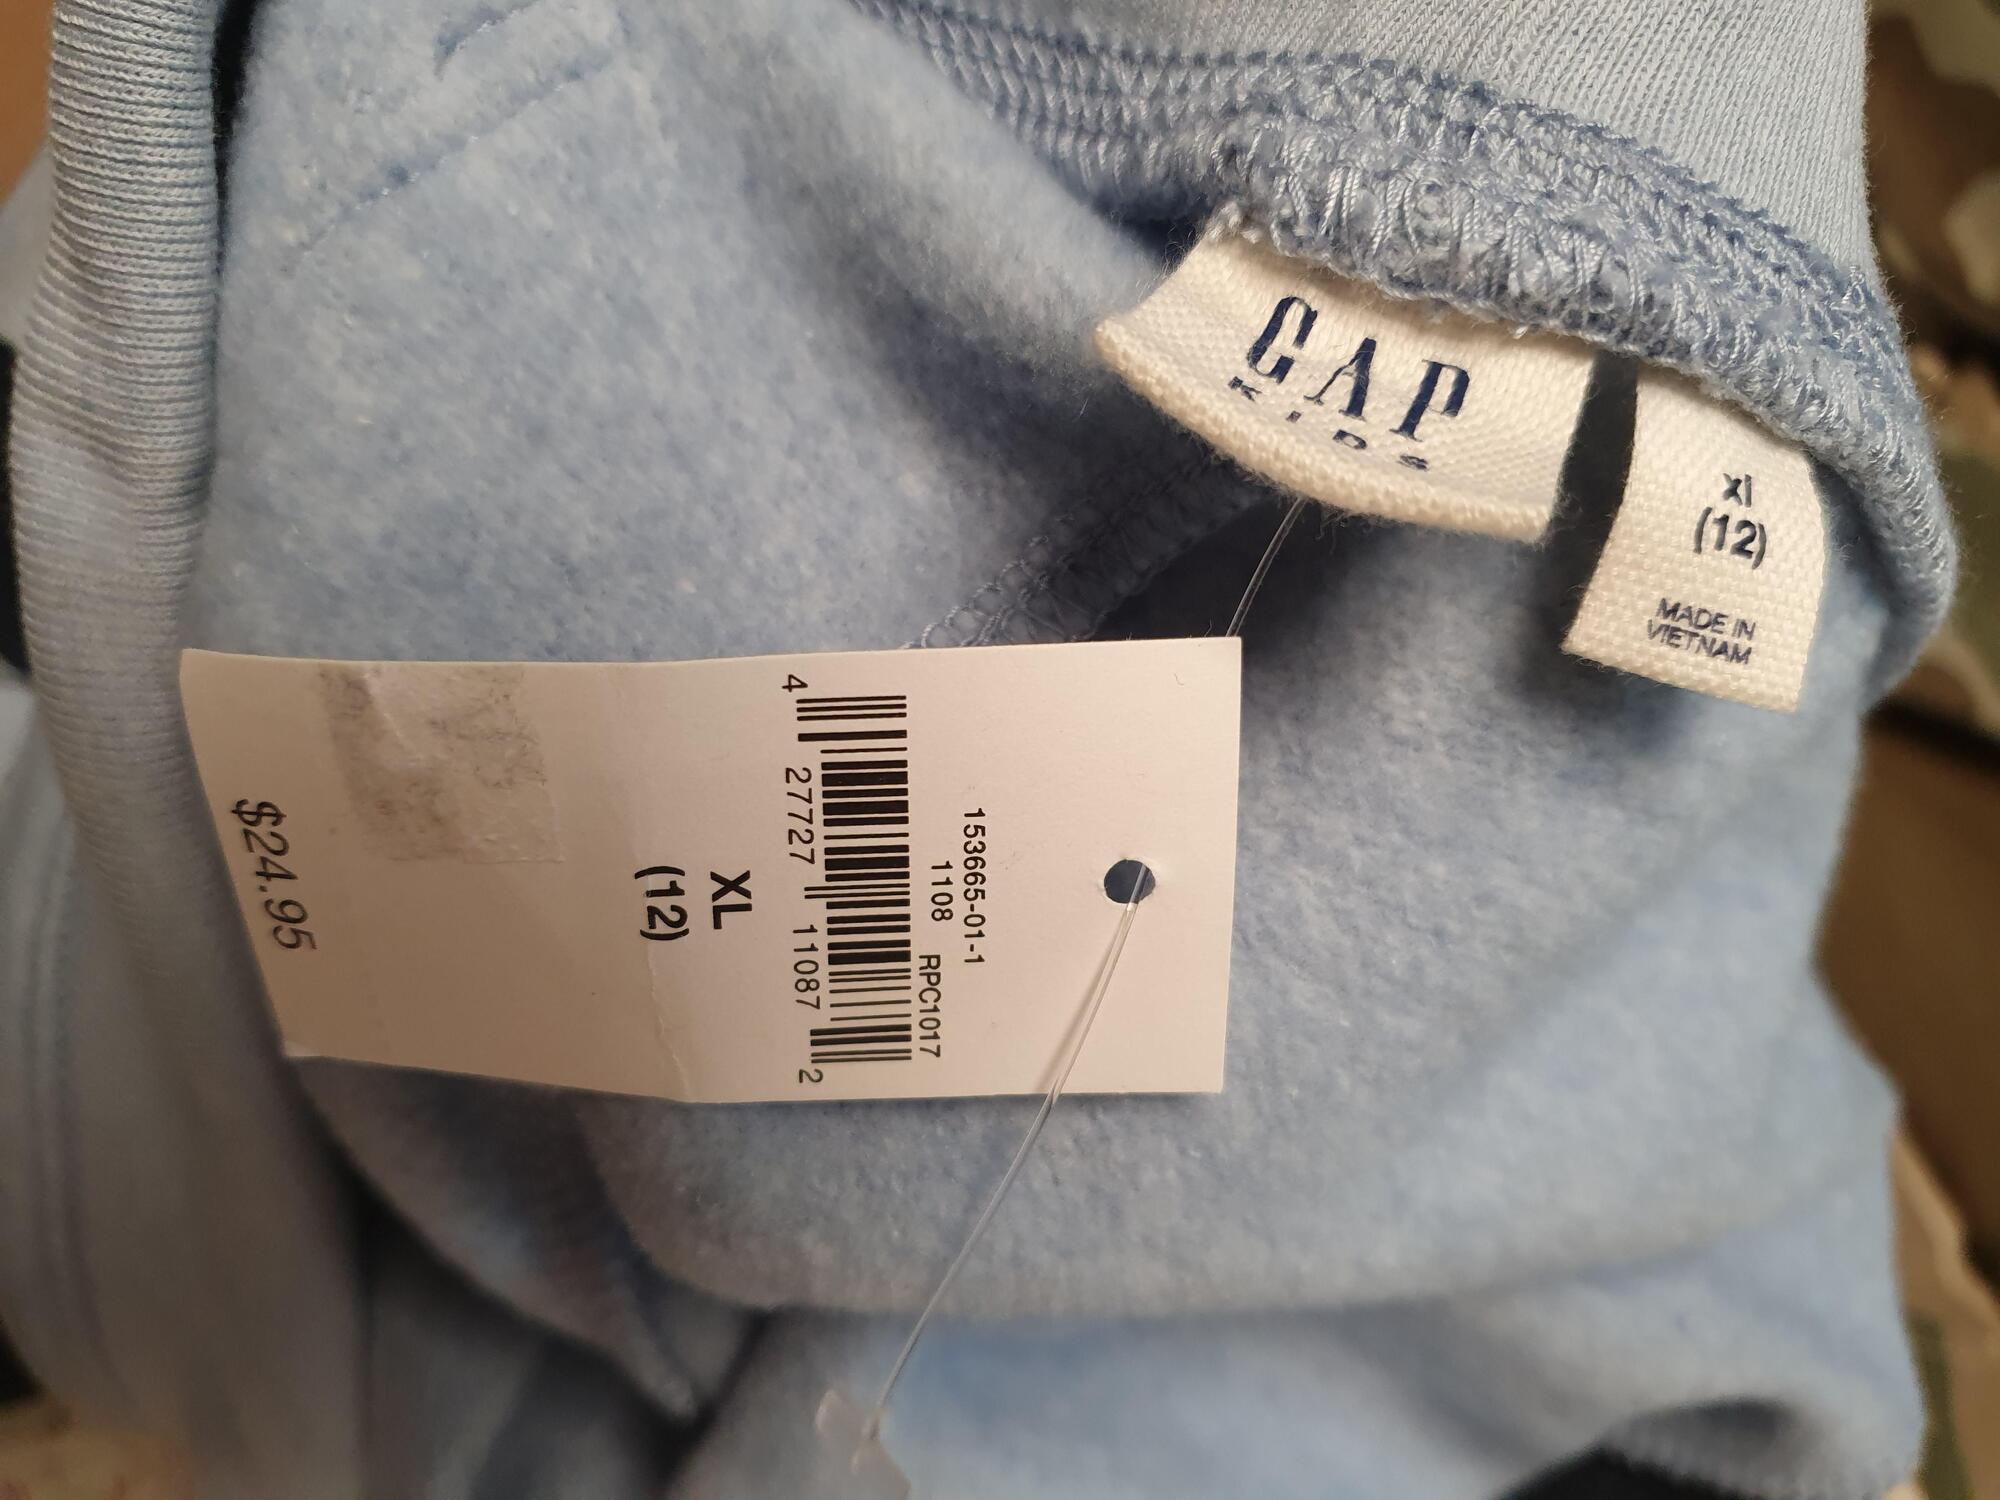 GAP
KIDS
xl
(12)
MADE IN
VIETNAM
153665-01-1
1108 RPC1017
4 27727 11087 2
XL
(12)
$24.95